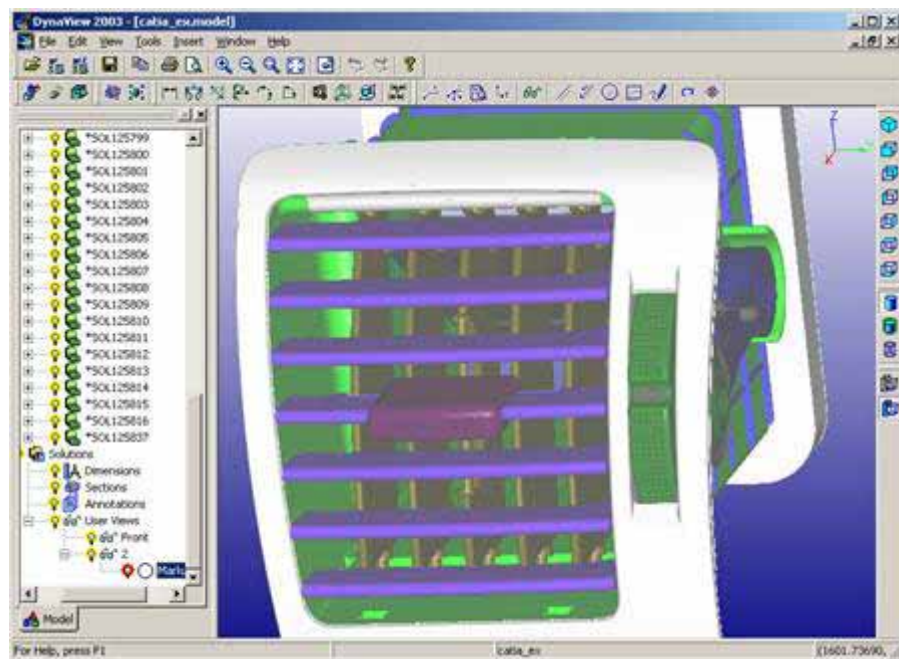 DynaView 2003 - [catia_ex.model]
File Edit View Tools Insert Window Help
*SOL125799
*SOL125800
*SOL125801
*SOL125802
*SOL125803
*SOL125804
*SOL125805
*SOL125806
*SOL125807
*SOL125808
*SOL125809
*SOL125810
*SOL125811
*SOL125812
*SOL125813
*SOL125814
*SOL125815
*SOL125816
*SOL125837
Solutions
Dimensions
Sections
Annotations
User Views
Front
2
Model
Z
X
For Help, press F1
catia_ex
(1601.73690,